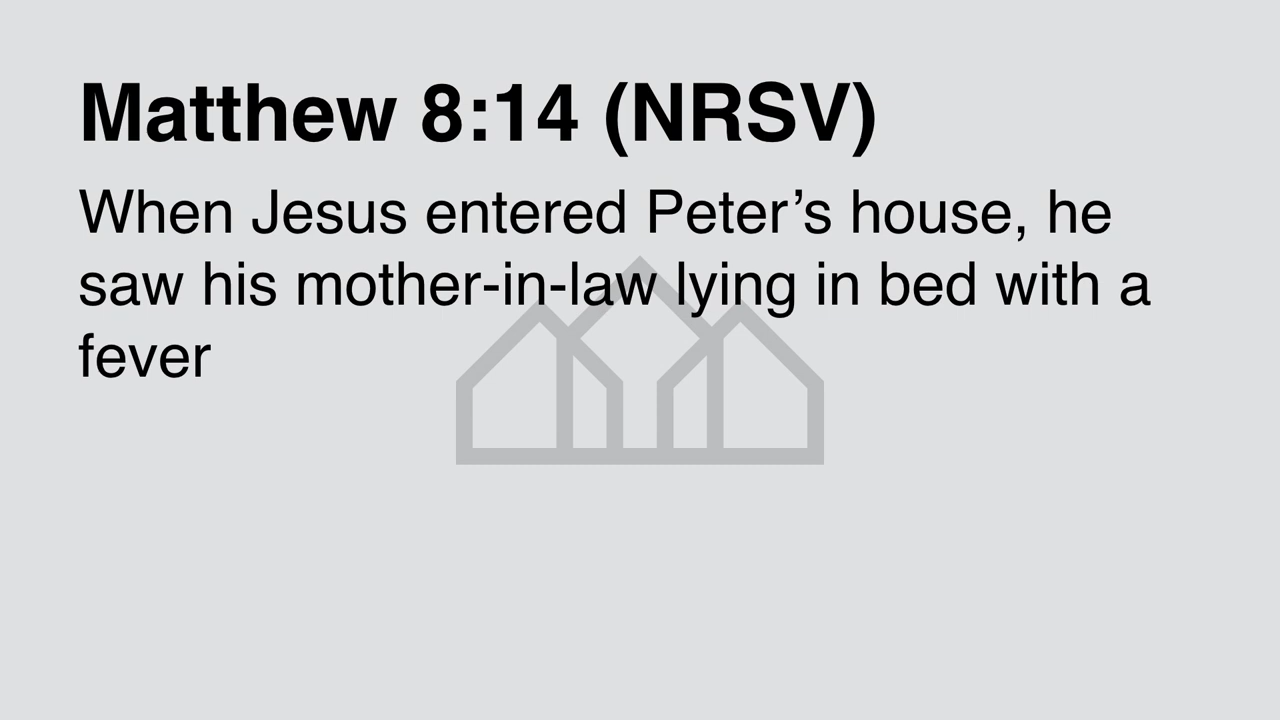 Matthew 8:14 (NRSV)
When Jesus entered Peter’s house, he
saw his mother-in-law lying in bed with a
fever